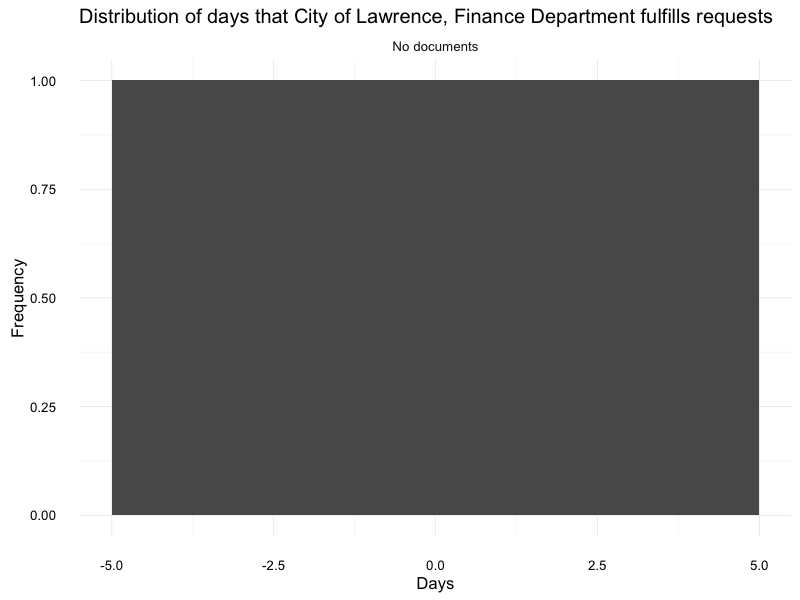 Distribution of days that City of Lawrence, Finance Department fulfills requests
No documents
1.00
0.75
0.50
0.25
0.00
Frequency
-5.0
-2.5
0.0
2.5
5.0
Days